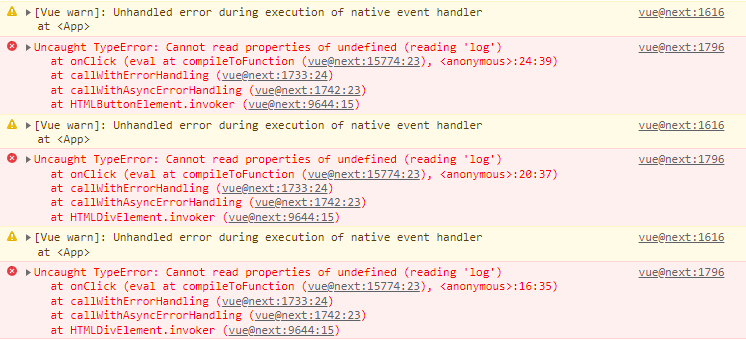 [Vue warn]: Unhandled error during execution of native event handler vue@next:1616
at <App>
Uncaught TypeError: Cannot read properties of undefined (reading 'log') vue@next:1796
at onClick (eval at compileToFunction (vue@next:15774:23), <anonymous>:24:39)
at callWithErrorHandling (vue@next:1733:24)
at callWithAsyncErrorHandling (vue@next:1742:23)
at HTMLButtonElement.invoker (vue@next:9644:15)
[Vue warn]: Unhandled error during execution of native event handler vue@next:1616
at <App>
Uncaught TypeError: Cannot read properties of undefined (reading 'log') vue@next:1796
at onClick (eval at compileToFunction (vue@next:15774:23), <anonymous>:20:37)
at callWithErrorHandling (vue@next:1733:24)
at callWithAsyncErrorHandling (vue@next:1742:23)
at HTMLDivElement.invoker (vue@next:9644:15)
[Vue warn]: Unhandled error during execution of native event handler vue@next:1616
at <App>
Uncaught TypeError: Cannot read properties of undefined (reading 'log') vue@next:1796
at onClick (eval at compileToFunction (vue@next:15774:23), <anonymous>:16:35)
at callWithErrorHandling (vue@next:1733:24)
at callWithAsyncErrorHandling (vue@next:1742:23)
at HTMLDivElement.invoker (vue@next:9644:15)